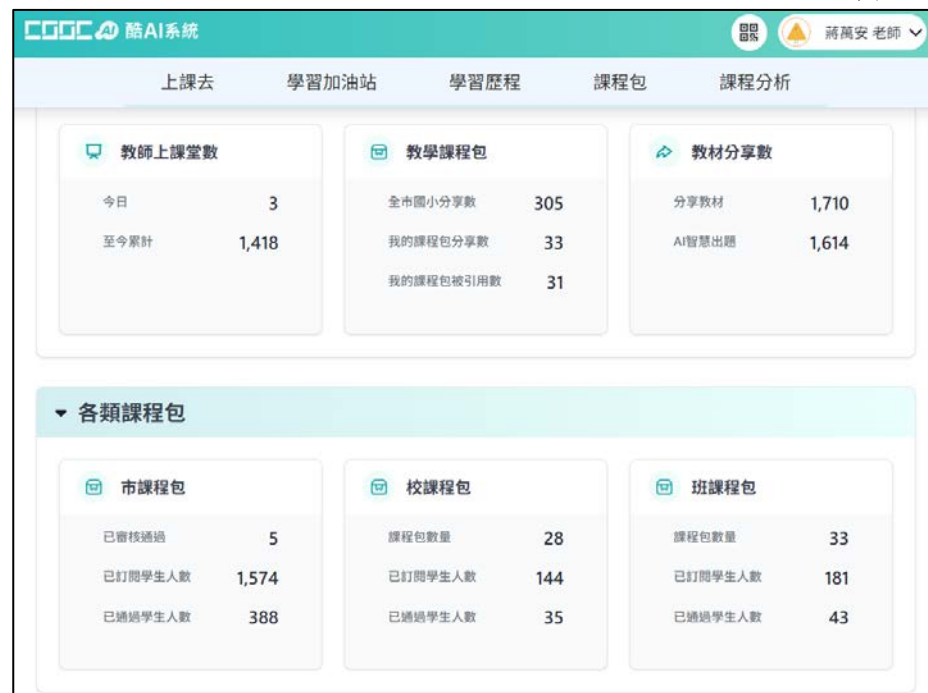 COOC AI 酷AI系統
蔣萬安 老師
上課去 學習加油站 學習歷程 課程包 課程分析
教師上課堂數
今日 3
至今累計 1,418
教學課程包
全市國小分享數 305
我的課程包分享數 33
我的課程包被引用數 31
教材分享數
分享教材 1,710
AI智慧出題 1,614
各類課程包
市課程包
已審核通過 5
已訂閱學生人數 1,574
已通過學生人數 388
校課程包
課程包數量 28
已訂閱學生人數 144
已通過學生人數 35
班課程包
課程包數量 33
已訂閱學生人數 181
已通過學生人數 43